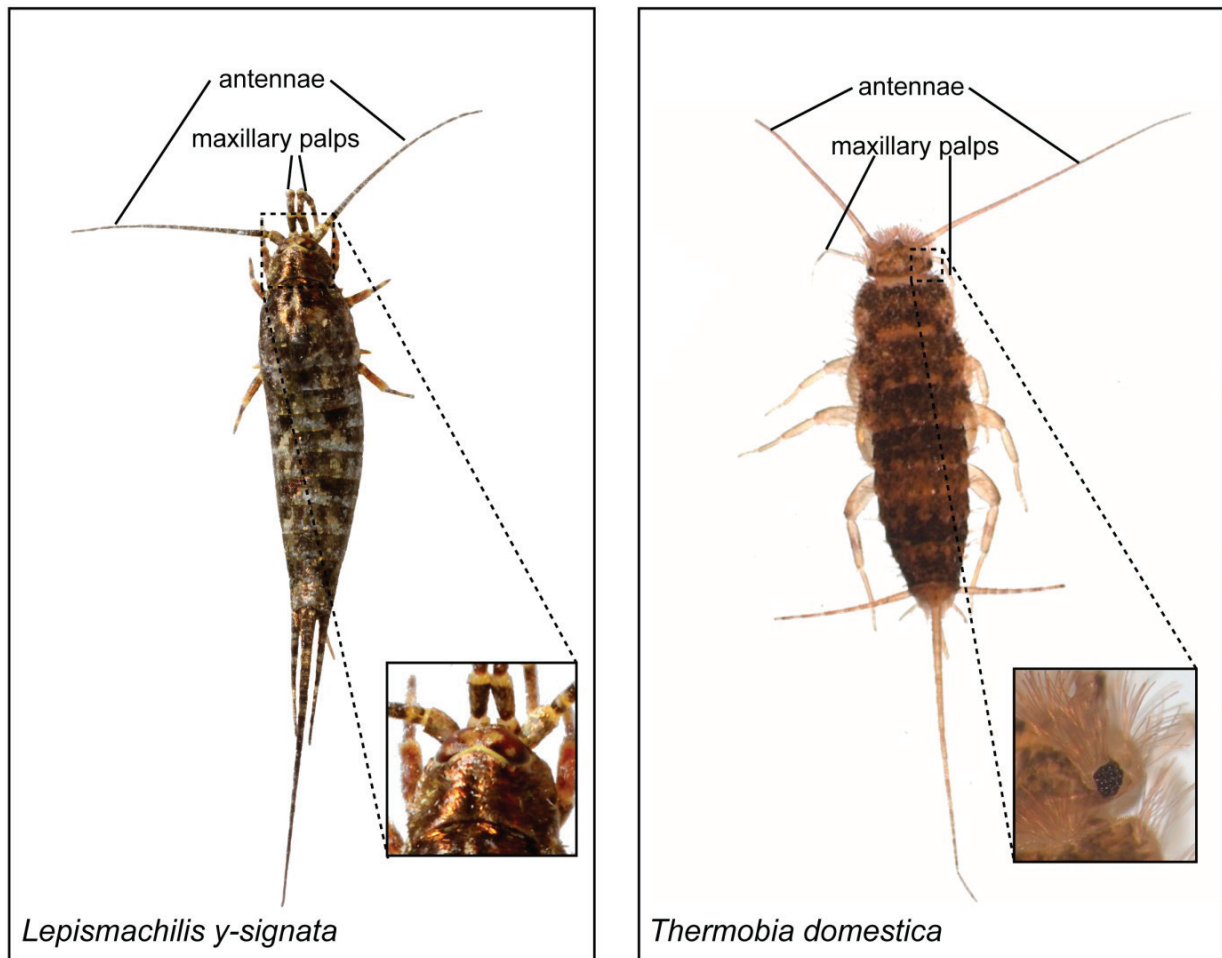 antennae
maxillary palps
Lepismachilis y-signata
antennae
maxillary palps
Thermobia domestica